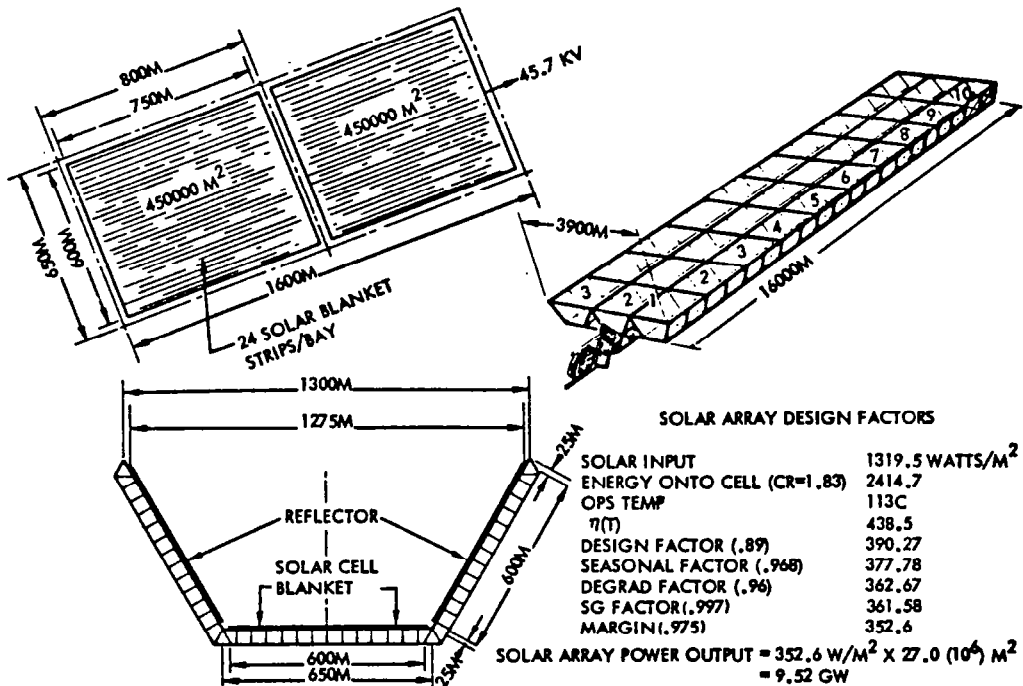 800M
750M
45.7 KV
450000 M²
450000 M²
650M
600M
1600M
24 SOLAR BLANKET
STRIPS/BAY
3900M
16000M
10
9
8
7
6
5
4
3
2
1
2
3
1300M
1275M
25M
REFLECTOR
600M
SOLAR CELL
BLANKET
600M
650M
25M
SOLAR ARRAY DESIGN FACTORS
SOLAR INPUT 1319.5 WATTS/M²
ENERGY ONTO CELL (CR=1.83) 2414.7
OPS TEMP 113C
η(T) 438.5
DESIGN FACTOR (.89) 390.27
SEASONAL FACTOR (.968) 377.78
DEGRAD FACTOR (.96) 362.67
SG FACTOR(.997) 361.58
MARGIN(.975) 352.6
SOLAR ARRAY POWER OUTPUT = 352.6 W/M² X 27.0 (10⁶) M²
= 9.52 GW